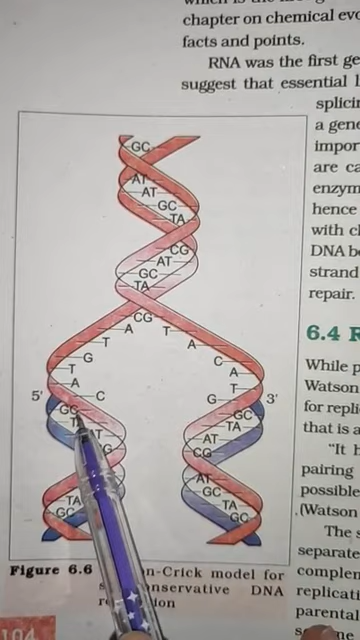 chapter on chemical evo
facts and points.
RNA was the first ge
suggest that essential l
splicin
a gene
impor
are ca
enzym
hence
with cl
DNA b
strand
repair.
GC
AT
AT
GC
TA
CG
AT
GC
TA
CG
A T
T A
G C
T A
A C T
5' G 3'
GC GC
T TA
AT
G CG
AT
GC
TA TA
GC GC
6.4 R
While p
Watson
for repli
that is a
"It h
pairing
possible
(Watson
The s
separate
complem
replicati
parental
Figure 6.6 n-Crick model for
s nservative DNA
re ion
104